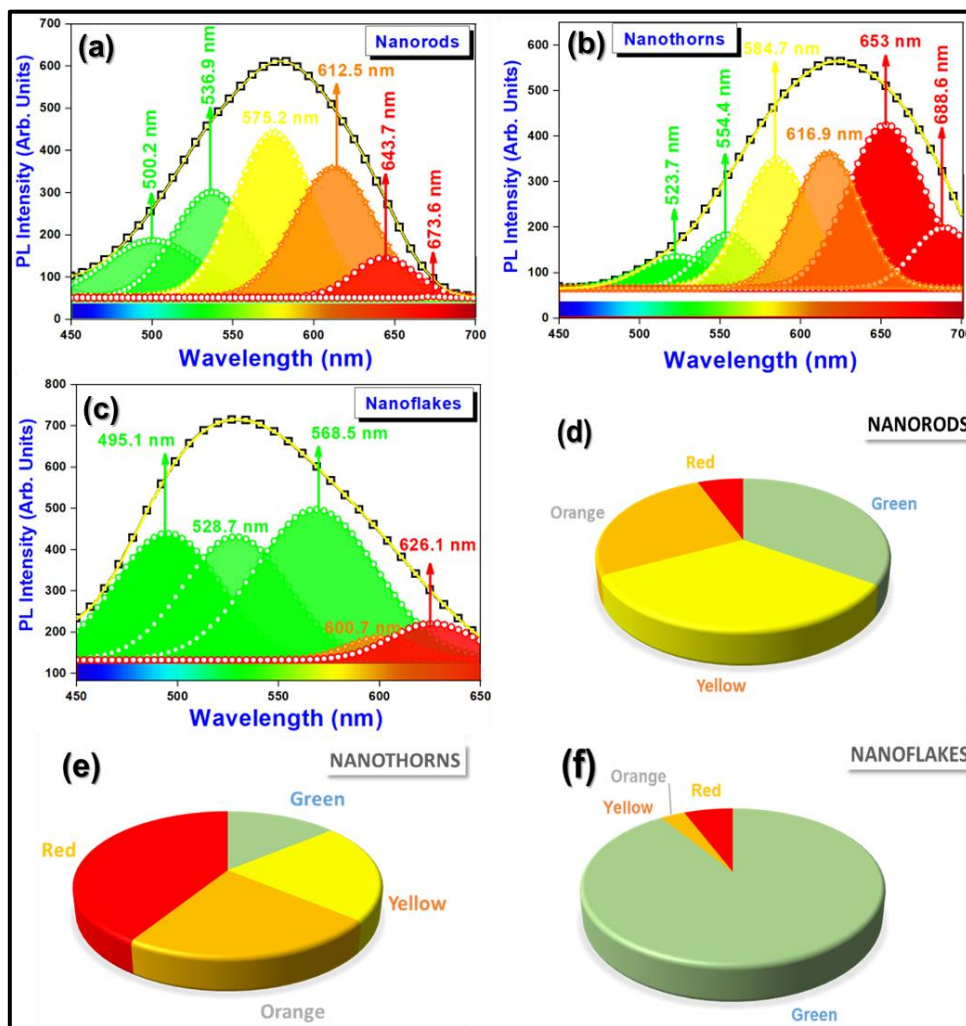 (a)
Nanorods
PL Intensity (Arb. Units)
700
600
500
400
300
200
100
0
500.2 nm
536.9 nm
575.2 nm
612.5 nm
643.7 nm
673.6 nm
450 500 550 600 650 700
Wavelength (nm)
(b)
Nanothorns
PL Intensity (Arb. Units)
600
500
400
300
200
100
0
523.7 nm
554.4 nm
584.7 nm
616.9 nm
653 nm
688.6 nm
450 500 550 600 650 700
Wavelength (nm)
(c)
Nanoflakes
PL Intensity (Arb. Units)
800
700
600
500
400
300
200
100
495.1 nm
528.7 nm
568.5 nm
600.7 nm
626.1 nm
450 500 550 600 650
Wavelength (nm)
(d)
NANORODS
Red
Green
Orange
Yellow
(e)
NANOTHORNS
Green
Red
Yellow
Orange
(f)
NANOFLAKES
Orange
Yellow
Red
Green